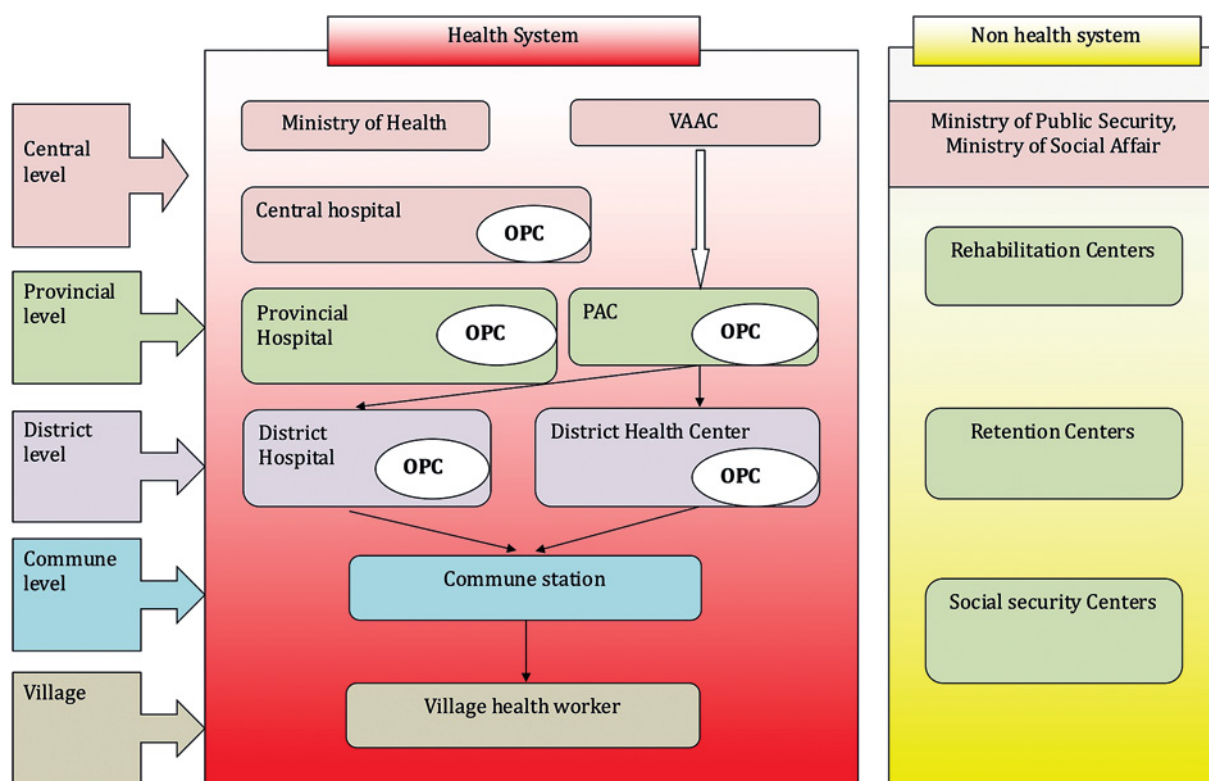 Health System
Non health system
Central
level
Ministry of Health
VAAC
Ministry of Public Security,
Ministry of Social Affair
Central hospital
OPC
Rehabilitation Centers
Provincial
level
Provincial
Hospital
OPC
PAC
OPC
District
level
District
Hospital
OPC
District Health Center
OPC
Retention Centers
Commune
level
Commune station
Social security Centers
Village
Village health worker